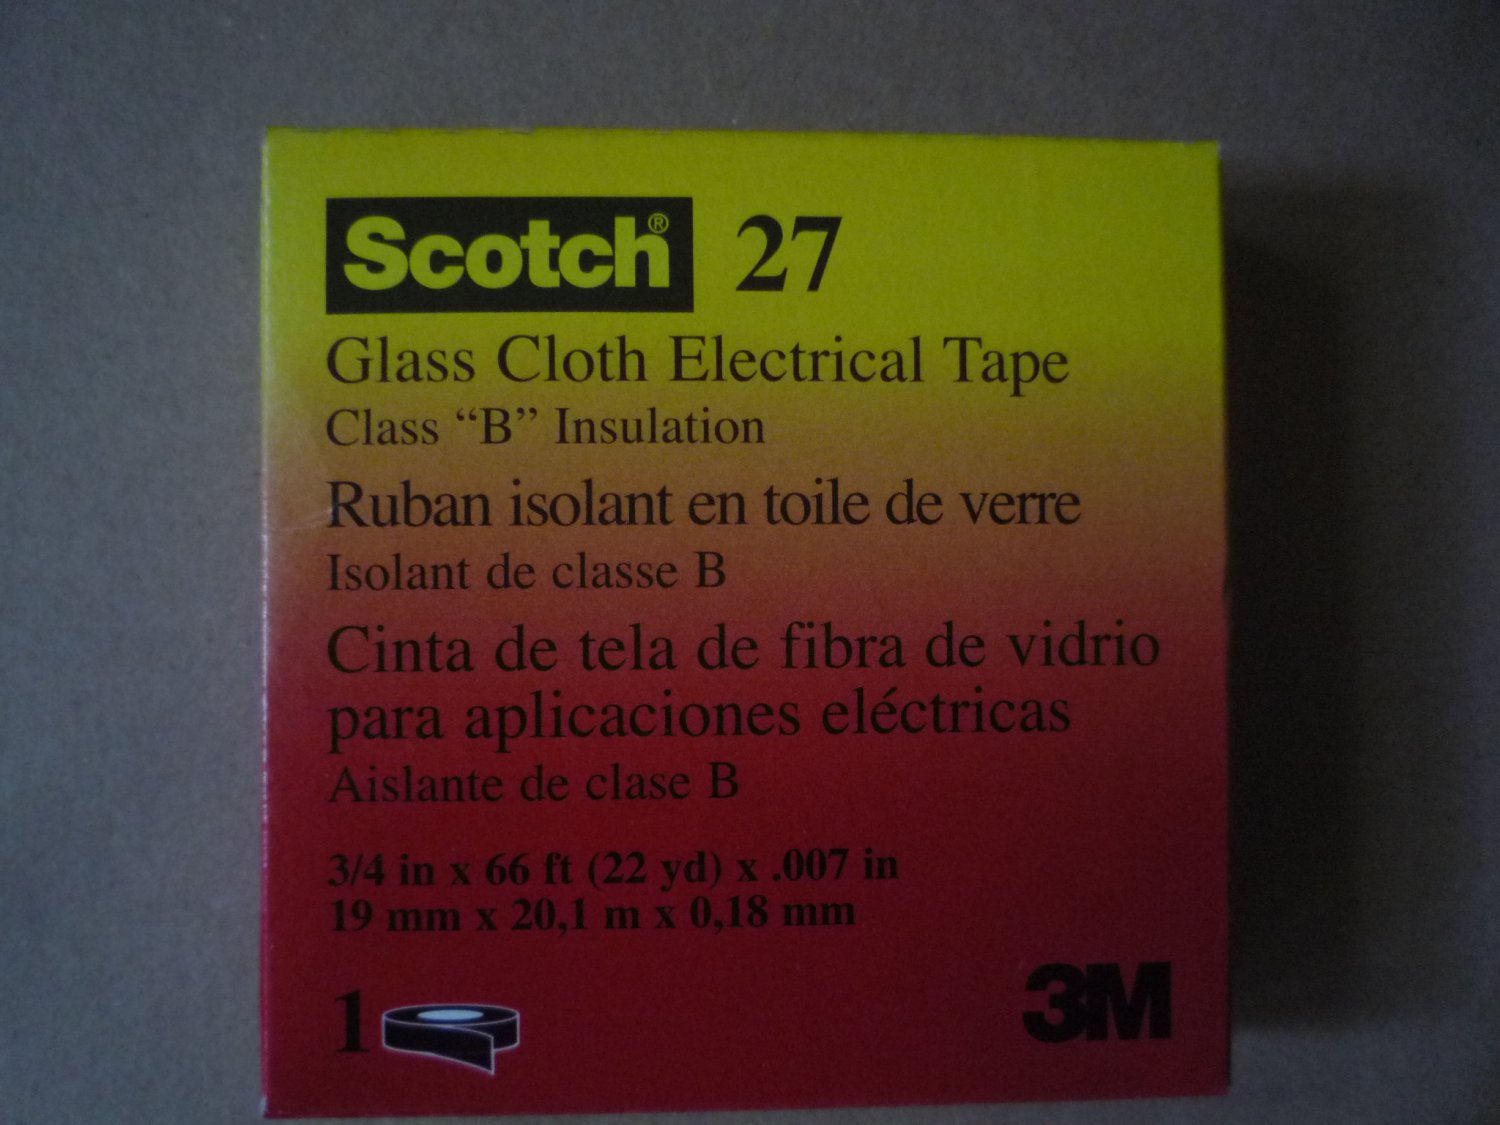 Scotch® 27
Glass Cloth Electrical Tape
Class “B” Insulation
Ruban isolant en toile de verre
Isolant de classe B
Cinta de tela de fibra de vidrio
para aplicaciones eléctricas
Aislante de clase B
3/4 in x 66 ft (22 yd) x .007 in
19 mm x 20,1 m x 0,18 mm
1
3M